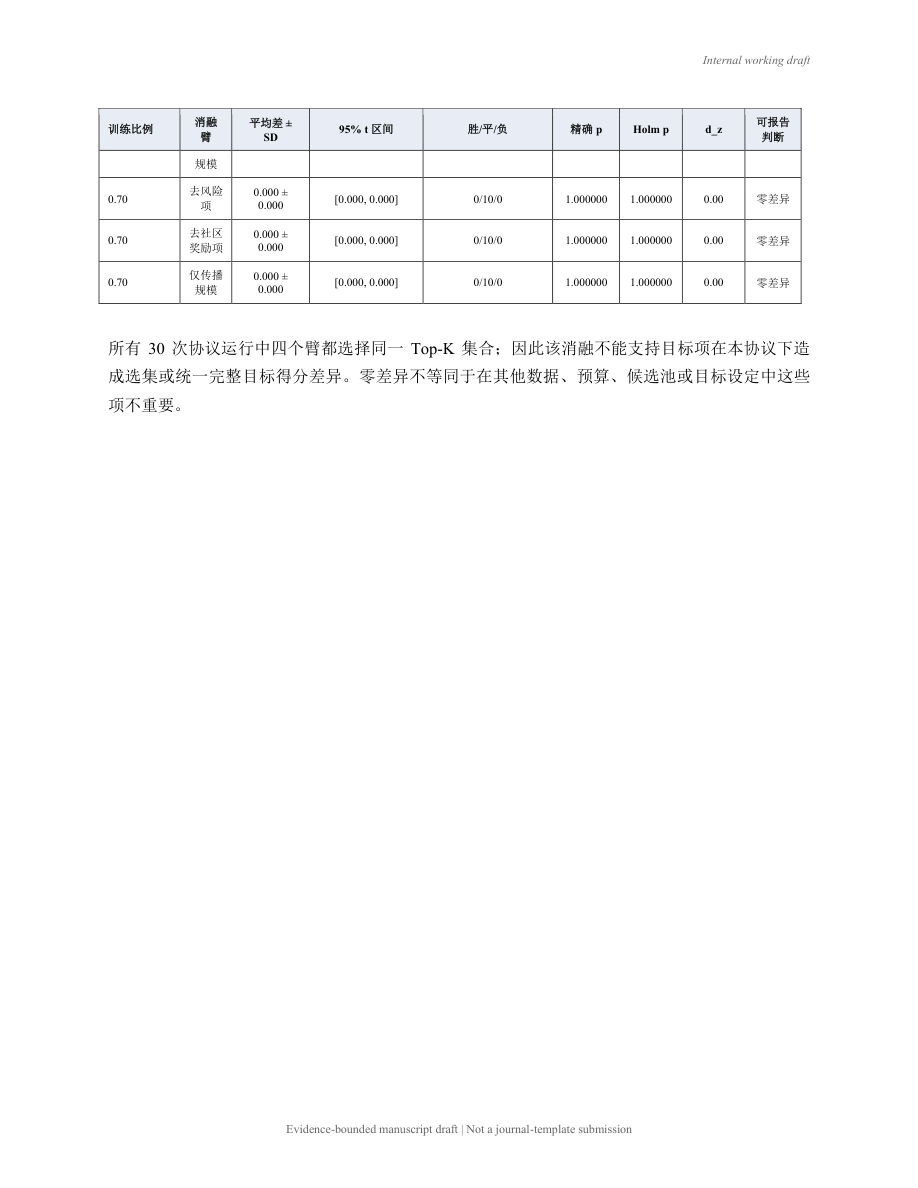 Internal working draft
训练比例 消融臂 平均差 ± SD 95% t 区间 胜/平/负 精确 p Holm p d_z 可报告判断
规模
0.70 去风险项 0.000 ± 0.000 [0.000, 0.000] 0/10/0 1.000000 1.000000 0.00 零差异
0.70 去社区奖励项 0.000 ± 0.000 [0.000, 0.000] 0/10/0 1.000000 1.000000 0.00 零差异
0.70 仅传播规模 0.000 ± 0.000 [0.000, 0.000] 0/10/0 1.000000 1.000000 0.00 零差异
所有 30 次协议运行中四个臂都选择同一 Top-K 集合；因此该消融不能支持目标项在本协议下造
成选集或统一完整目标得分差异。零差异不等同于在其他数据、预算、候选池或目标设定中这些
项不重要。
Evidence-bounded manuscript draft | Not a journal-template submission